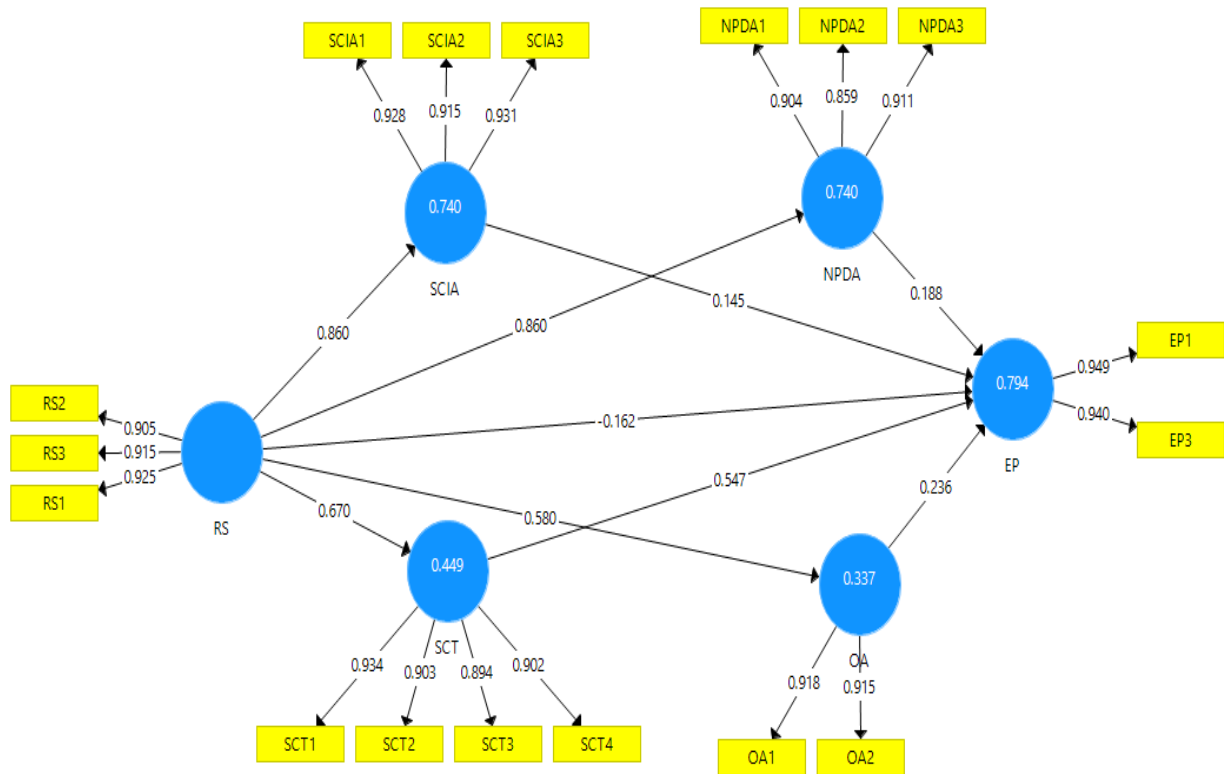 NPDA1
NPDA2
NPDA3
SCIA1
SCIA2
SCIA3
0.928
0.915
0.931
0.904
0.859
0.911
0.740
SCIA
0.740
NPDA
0.860
0.860
0.145
0.188
RS2
RS3
RS1
0.905
0.915
0.925
RS
-0.162
0.794
EP
0.949
0.940
EP1
EP3
0.670
0.580
0.547
0.236
0.449
SCT
0.337
OA
0.934
0.903
0.894
0.902
0.918
0.915
SCT1
SCT2
SCT3
SCT4
OA1
OA2